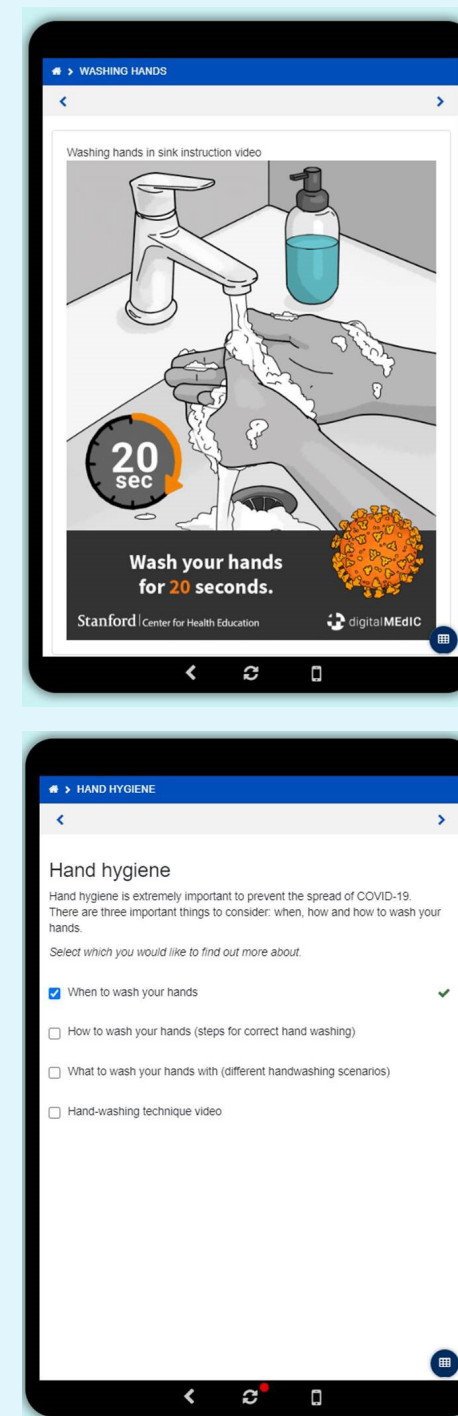 WASHING HANDS
Washing hands in sink instruction video
20
sec
Wash your hands
for 20 seconds.
Stanford Center for Health Education
digitalMEdIC
HAND HYGIENE
Hand hygiene
Hand hygiene is extremely important to prevent the spread of COVID-19.
There are three important things to consider: when, how and how to wash your
hands.
Select which you would like to find out more about.
When to wash your hands
How to wash your hands (steps for correct hand washing)
What to wash your hands with (different handwashing scenarios)
Hand-washing technique video